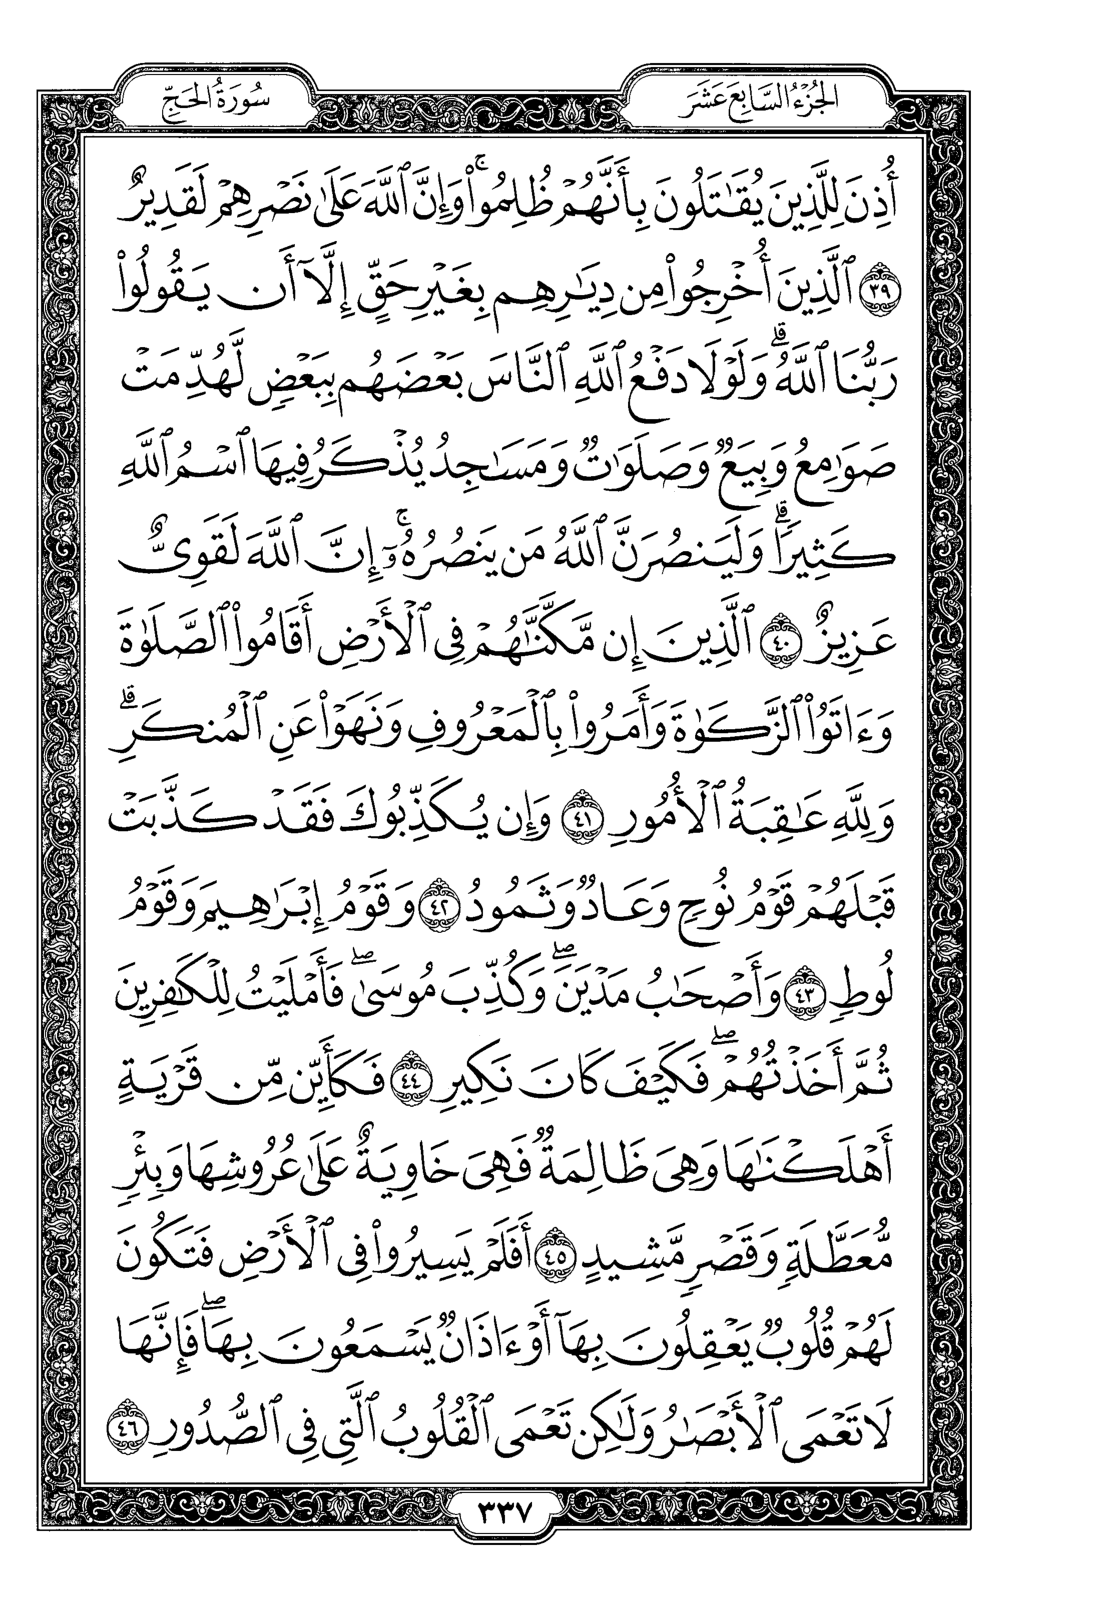 الجُزْءُ السَّابِعَ عَشَرَ
سُورَةُ الحَجِّ
أُذِنَ لِلَّذِينَ يُقَـٰتَلُونَ بِأَنَّهُمْ ظُلِمُوا۟ ۚ وَإِنَّ ٱللَّهَ عَلَىٰ نَصْرِهِمْ لَقَدِيرٌ
٣٩ ٱلَّذِينَ أُخْرِجُوا۟ مِن دِيَـٰرِهِم بِغَيْرِ حَقٍّ إِلَّآ أَن يَقُولُوا۟
رَبُّنَا ٱللَّهُ ۗ وَلَوْلَا دَفْعُ ٱللَّهِ ٱلنَّاسَ بَعْضَهُم بِبَعْضٍ لَّهُدِّمَتْ
صَوَٰمِعُ وَبِيَعٌ وَصَلَوَٰتٌ وَمَسَـٰجِدُ يُذْكَرُ فِيهَا ٱسْمُ ٱللَّهِ
كَثِيرًا ۗ وَلَيَنصُرَنَّ ٱللَّهُ مَن يَنصُرُهُۥٓ ۚ إِنَّ ٱللَّهَ لَقَوِىٌّ
عَزِيزٌ ٤٠ ٱلَّذِينَ إِن مَّكَّنَّـٰهُمْ فِى ٱلْأَرْضِ أَقَامُوا۟ ٱلصَّلَوٰةَ
وَءَاتَوُا۟ ٱلزَّكَوٰةَ وَأَمَرُوا۟ بِٱلْمَعْرُوفِ وَنَهَوْا۟ عَنِ ٱلْمُنكَرِ ۗ
وَلِلَّهِ عَـٰقِبَةُ ٱلْأُمُورِ ٤١ وَإِن يُكَذِّبُوكَ فَقَدْ كَذَّبَتْ
قَبْلَهُمْ قَوْمُ نُوحٍ وَعَادٌ وَثَمُودُ ٤٢ وَقَوْمُ إِبْرَٰهِيمَ وَقَوْمُ
لُوطٍ ٤٣ وَأَصْحَـٰبُ مَدْيَنَ ۖ وَكُذِّبَ مُوسَىٰ ۖ فَأَمْلَيْتُ لِلْكَـٰفِرِينَ
ثُمَّ أَخَذْتُهُمْ ۖ فَكَيْفَ كَانَ نَكِيرِ ٤٤ فَكَأَيِّن مِّن قَرْيَةٍ
أَهْلَكْنَـٰهَا وَهِىَ ظَالِمَةٌ فَهِىَ خَاوِيَةٌ عَلَىٰ عُرُوشِهَا وَبِئْرٍ
مُّعَطَّلَةٍ وَقَصْرٍ مَّشِيدٍ ٤٥ أَفَلَمْ يَسِيرُوا۟ فِى ٱلْأَرْضِ فَتَكُونَ
لَهُمْ قُلُوبٌ يَعْقِلُونَ بِهَآ أَوْ ءَاذَانٌ يَسْمَعُونَ بِهَا ۖ فَإِنَّهَا
لَا تَعْمَى ٱلْأَبْصَـٰرُ وَلَـٰكِن تَعْمَى ٱلْقُلُوبُ ٱلَّتِى فِى ٱلصُّدُورِ ٤٦
٣٣٧